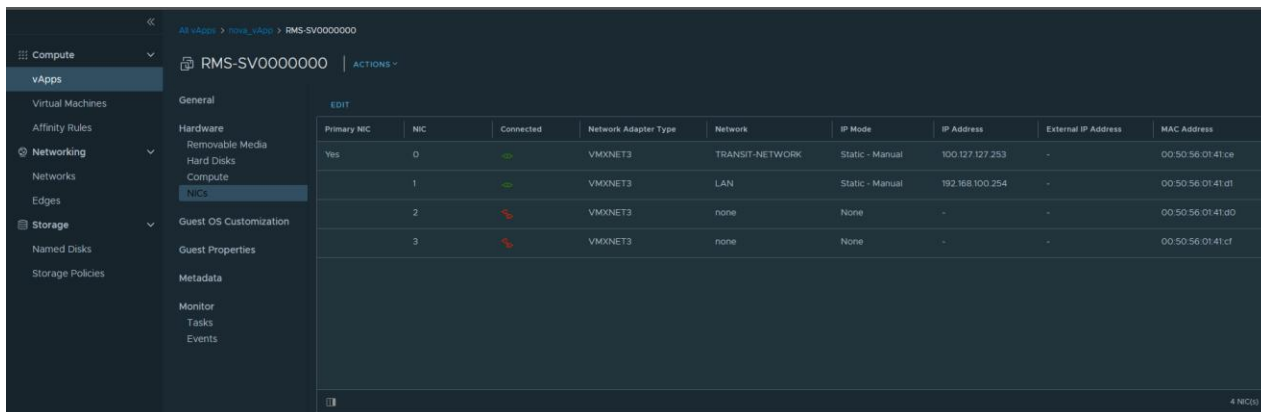 All vApps > nova_vApp > RMS-SV0000000
Compute
RMS-SV0000000 | ACTIONS
vApps
Virtual Machines
Affinity Rules
Networking
Networks
Edges
Storage
Named Disks
Storage Policies
General
Hardware
Removable Media
Hard Disks
Compute
NICs
Guest OS Customization
Guest Properties
Metadata
Monitor
Tasks
Events
EDIT
Primary NIC NIC Connected Network Adapter Type Network IP Mode IP Address External IP Address MAC Address
Yes 0 VMXNET3 TRANSIT-NETWORK Static - Manual 100.127.127.253 - 00:50:56:01:41:ce
1 VMXNET3 LAN Static - Manual 192.168.100.254 - 00:50:56:01:41:d1
2 VMXNET3 none None - - 00:50:56:01:41:d0
3 VMXNET3 none None - - 00:50:56:01:41:cf
4 NIC(s)